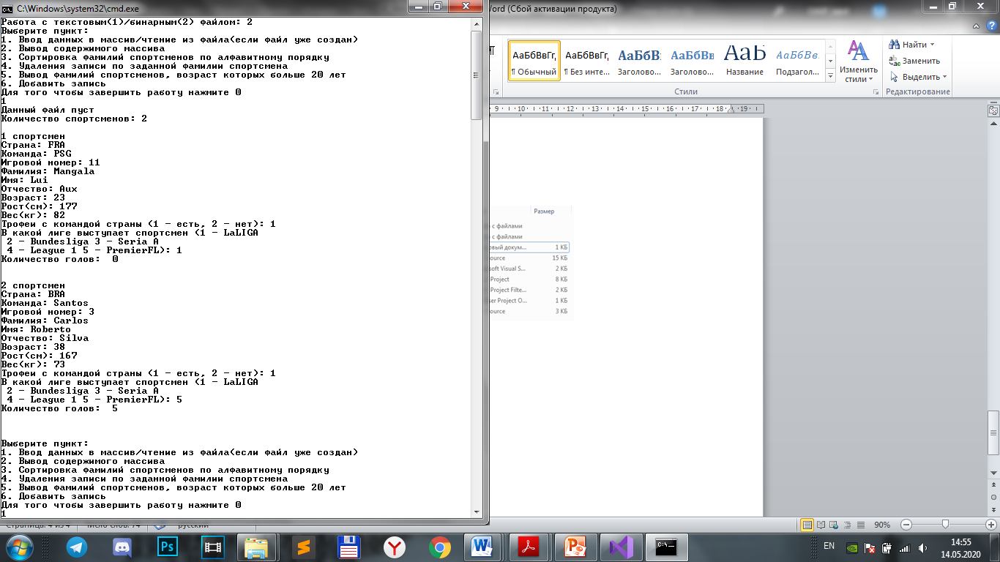 C:\Windows\system32\cmd.exe
Word (Сбой активации продукта)
Работа с текстовым(1)/бинарным(2) файлом: 2
Выберите пункт:
1. Ввод данных в массив/чтение из файла(если файл уже создан)
2. Вывод содержимого массива
3. Сортировка фамилий спортсменов по алфавитному порядку
4. Удаления записи по заданной фамилии спортсмена
5. Вывод фамилий спортсменов, возраст которых больше 20 лет
6. Добавить запись
Для того чтобы завершить работу нажмите 0
1
Данный файл пуст
Количество спортсменов: 2
1 спортсмен
Страна: FRA
Команда: PSG
Игровой номер: 11
Фамилия: Mangala
Имя: Lui
Отчество: Aux
Возраст: 23
Рост(см): 177
Вес(кг): 82
Трофеи с командой страны (1 - есть, 2 - нет): 1
В какой лиге выступает спортсмен (1 - LaLIGA
2 - Bundesliga 3 - Seria A
4 - League 1 5 - PremierFL): 1
Количество голов:  0
2 спортсмен
Страна: BRA
Команда: Santos
Игровой номер: 3
Фамилия: Carlos
Имя: Roberto
Отчество: Silva
Возраст: 38
Рост(см): 167
Вес(кг): 73
Трофеи с командой страны (1 - есть, 2 - нет): 1
В какой лиге выступает спортсмен (1 - LaLIGA
2 - Bundesliga 3 - Seria A
4 - League 1 5 - PremierFL): 5
Количество голов:  5
Выберите пункт:
1. Ввод данных в массив/чтение из файла(если файл уже создан)
2. Вывод содержимого массива
3. Сортировка фамилий спортсменов по алфавитному порядку
4. Удаления записи по заданной фамилии спортсмена
5. Вывод фамилий спортсменов, возраст которых больше 20 лет
6. Добавить запись
Для того чтобы завершить работу нажмите 0
1
АаБбВвГг, АаБбВвГг, АаБбВ: АаБбВв АаБ АаБбВв.
¶ Обычный ¶ Без инте... Заголово... Заголово... Название Подзагол...
Изменить стили
Стили
Найти
Заменить
Выделить
Редактирование
9 10 11 12 13 14 15 16 17 18 19
Размер
с файлами
с файлами
овый докум... 1 КБ
ource 15 КБ
soft Visual S... 2 КБ
Project 8 КБ
Project Filte... 2 КБ
ser Project O... 1 КБ
ource 3 КБ
Страница: 4 из 4 Число слов: 74 русский
90%
EN
14:55
14.05.2020